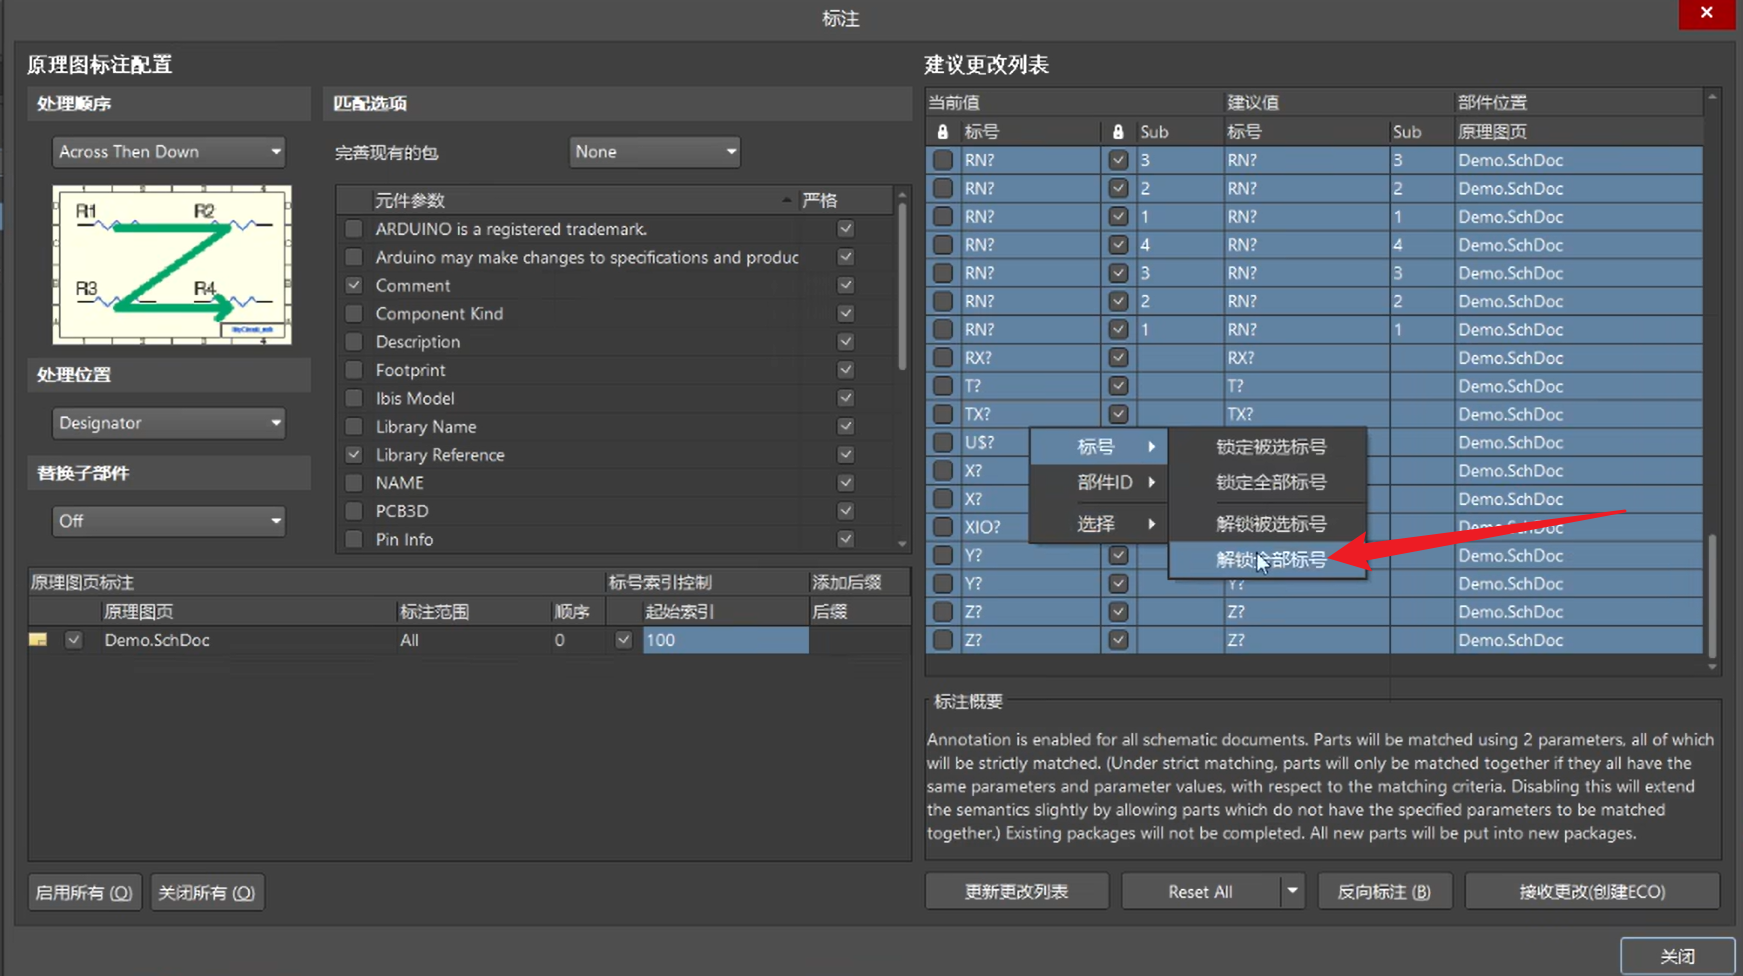 标注
原理图标注配置
处理顺序
Across Then Down
R1 R2
R3 R4
处理位置
Designator
替换子部件
Off
匹配选项
完善现有的包 None
元件参数 严格
ARDUINO is a registered trademark.
Arduino may make changes to specifications and produc
Comment
Component Kind
Description
Footprint
Ibis Model
Library Name
Library Reference
NAME
PCB3D
Pin Info
原理图页标注 标号索引控制 添加后缀
原理图页 标注范围 顺序 起始索引 后缀
Demo.SchDoc All 0 100
启用所有 (O) 关闭所有 (O)
建议更改列表
当前值 建议值 部件位置
标号 Sub 标号 Sub 原理图页
RN? 3 RN? 3 Demo.SchDoc
RN? 2 RN? 2 Demo.SchDoc
RN? 1 RN? 1 Demo.SchDoc
RN? 4 RN? 4 Demo.SchDoc
RN? 3 RN? 3 Demo.SchDoc
RN? 2 RN? 2 Demo.SchDoc
RN? 1 RN? 1 Demo.SchDoc
RX? RX? Demo.SchDoc
T? T? Demo.SchDoc
TX? TX? Demo.SchDoc
U$? Demo.SchDoc
X? Demo.SchDoc
X? Demo.SchDoc
XIO? Demo.SchDoc
Y? Demo.SchDoc
Y? Y? Demo.SchDoc
Z? Z? Demo.SchDoc
Z? Z? Demo.SchDoc
标号
部件ID
选择
锁定被选标号
锁定全部标号
解锁被选标号
解锁全部标号
标注概要
Annotation is enabled for all schematic documents. Parts will be matched using 2 parameters, all of which
will be strictly matched. (Under strict matching, parts will only be matched together if they all have the
same parameters and parameter values, with respect to the matching criteria. Disabling this will extend
the semantics slightly by allowing parts which do not have the specified parameters to be matched
together.) Existing packages will not be completed. All new parts will be put into new packages.
更新更改列表 Reset All 反向标注 (B) 接收更改(创建ECO)
关闭